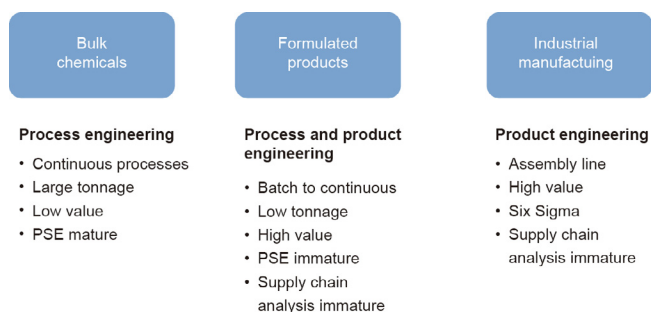 Bulk
chemicals
Formulated
products
Industrial
manufactuing
Process engineering
• Continuous processes
• Large tonnage
• Low value
• PSE mature
Process and product
engineering
• Batch to continuous
• Low tonnage
• High value
• PSE immature
• Supply chain
analysis immature
Product engineering
• Assembly line
• High value
• Six Sigma
• Supply chain
analysis immature